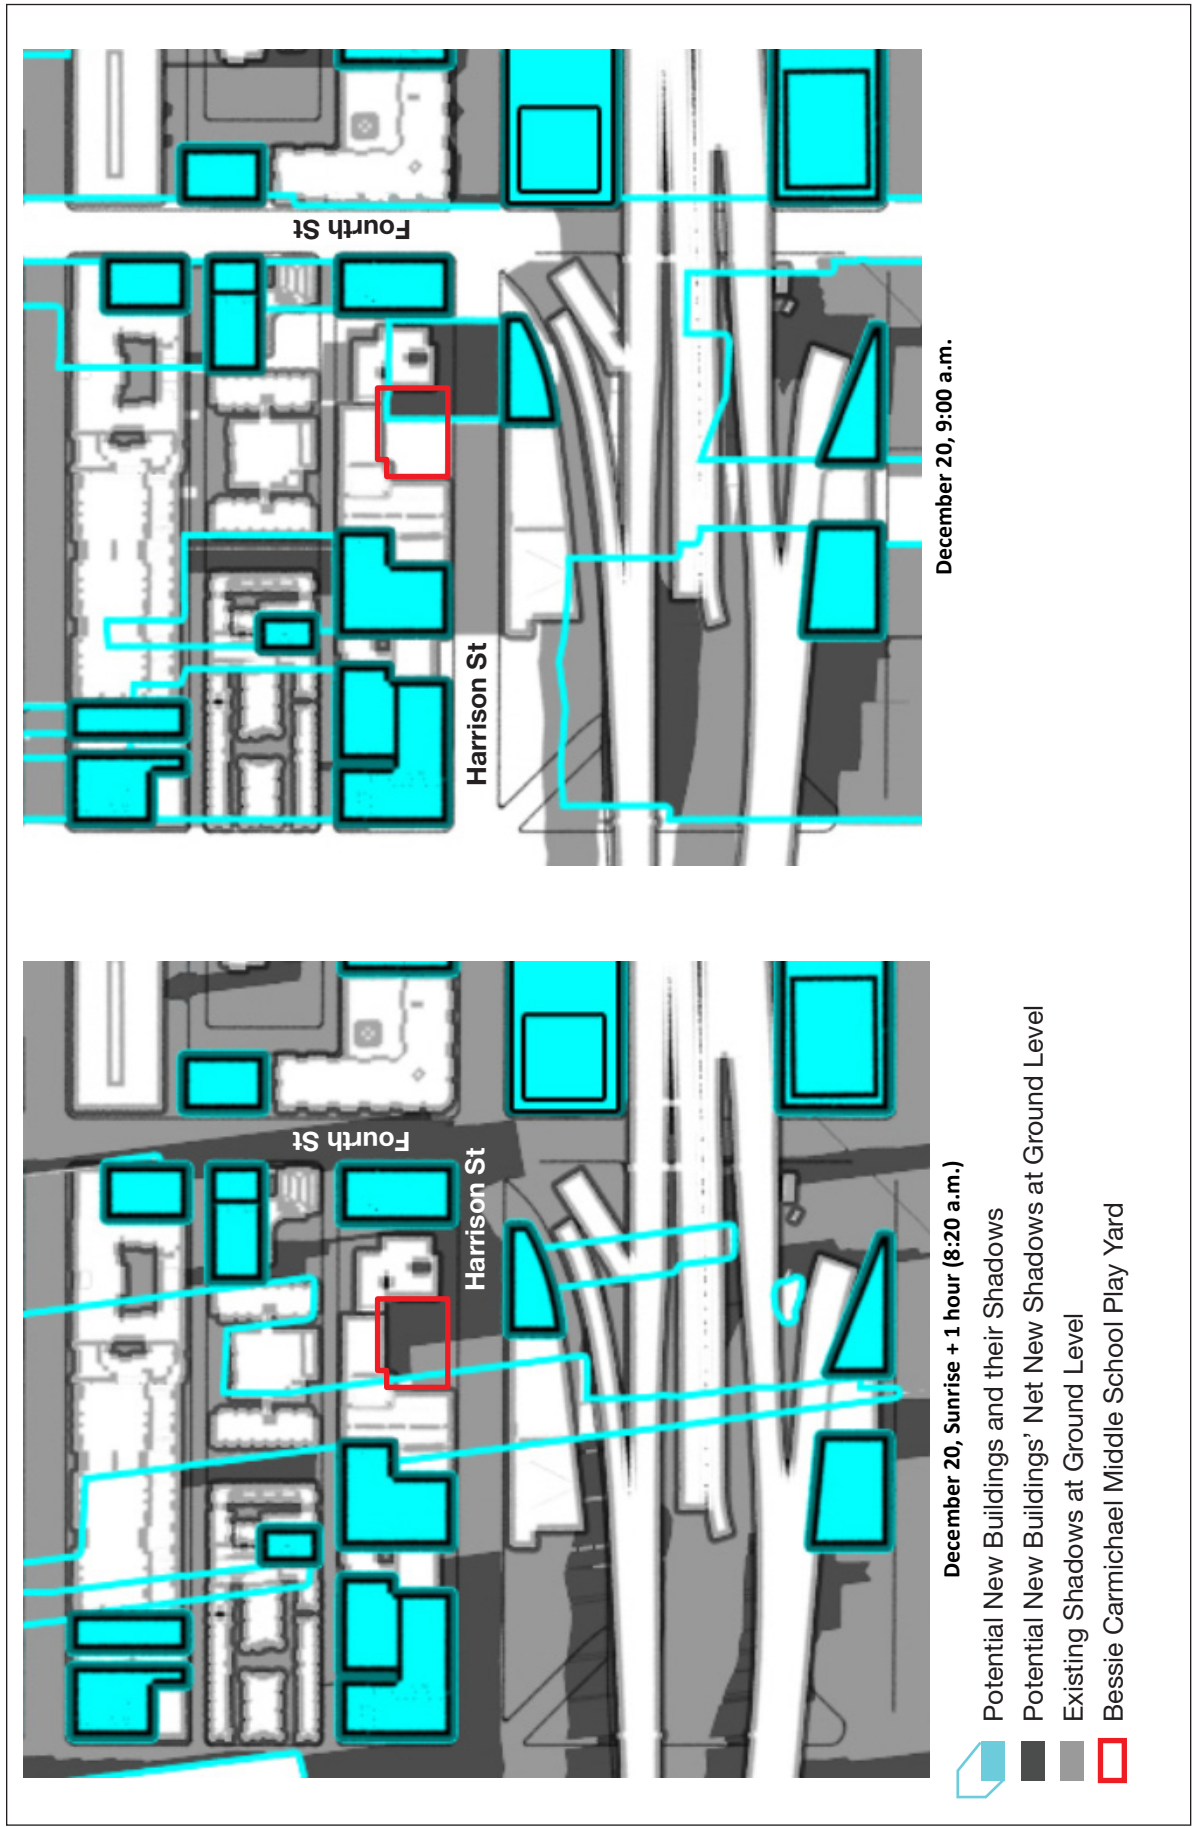 Fourth St
Harrison St
December 20, Sunrise + 1 hour (8:20 a.m.)
Fourth St
Harrison St
December 20, 9:00 a.m.
Potential New Buildings and their Shadows
Potential New Buildings' Net New Shadows at Ground Level
Existing Shadows at Ground Level
Bessie Carmichael Middle School Play Yard